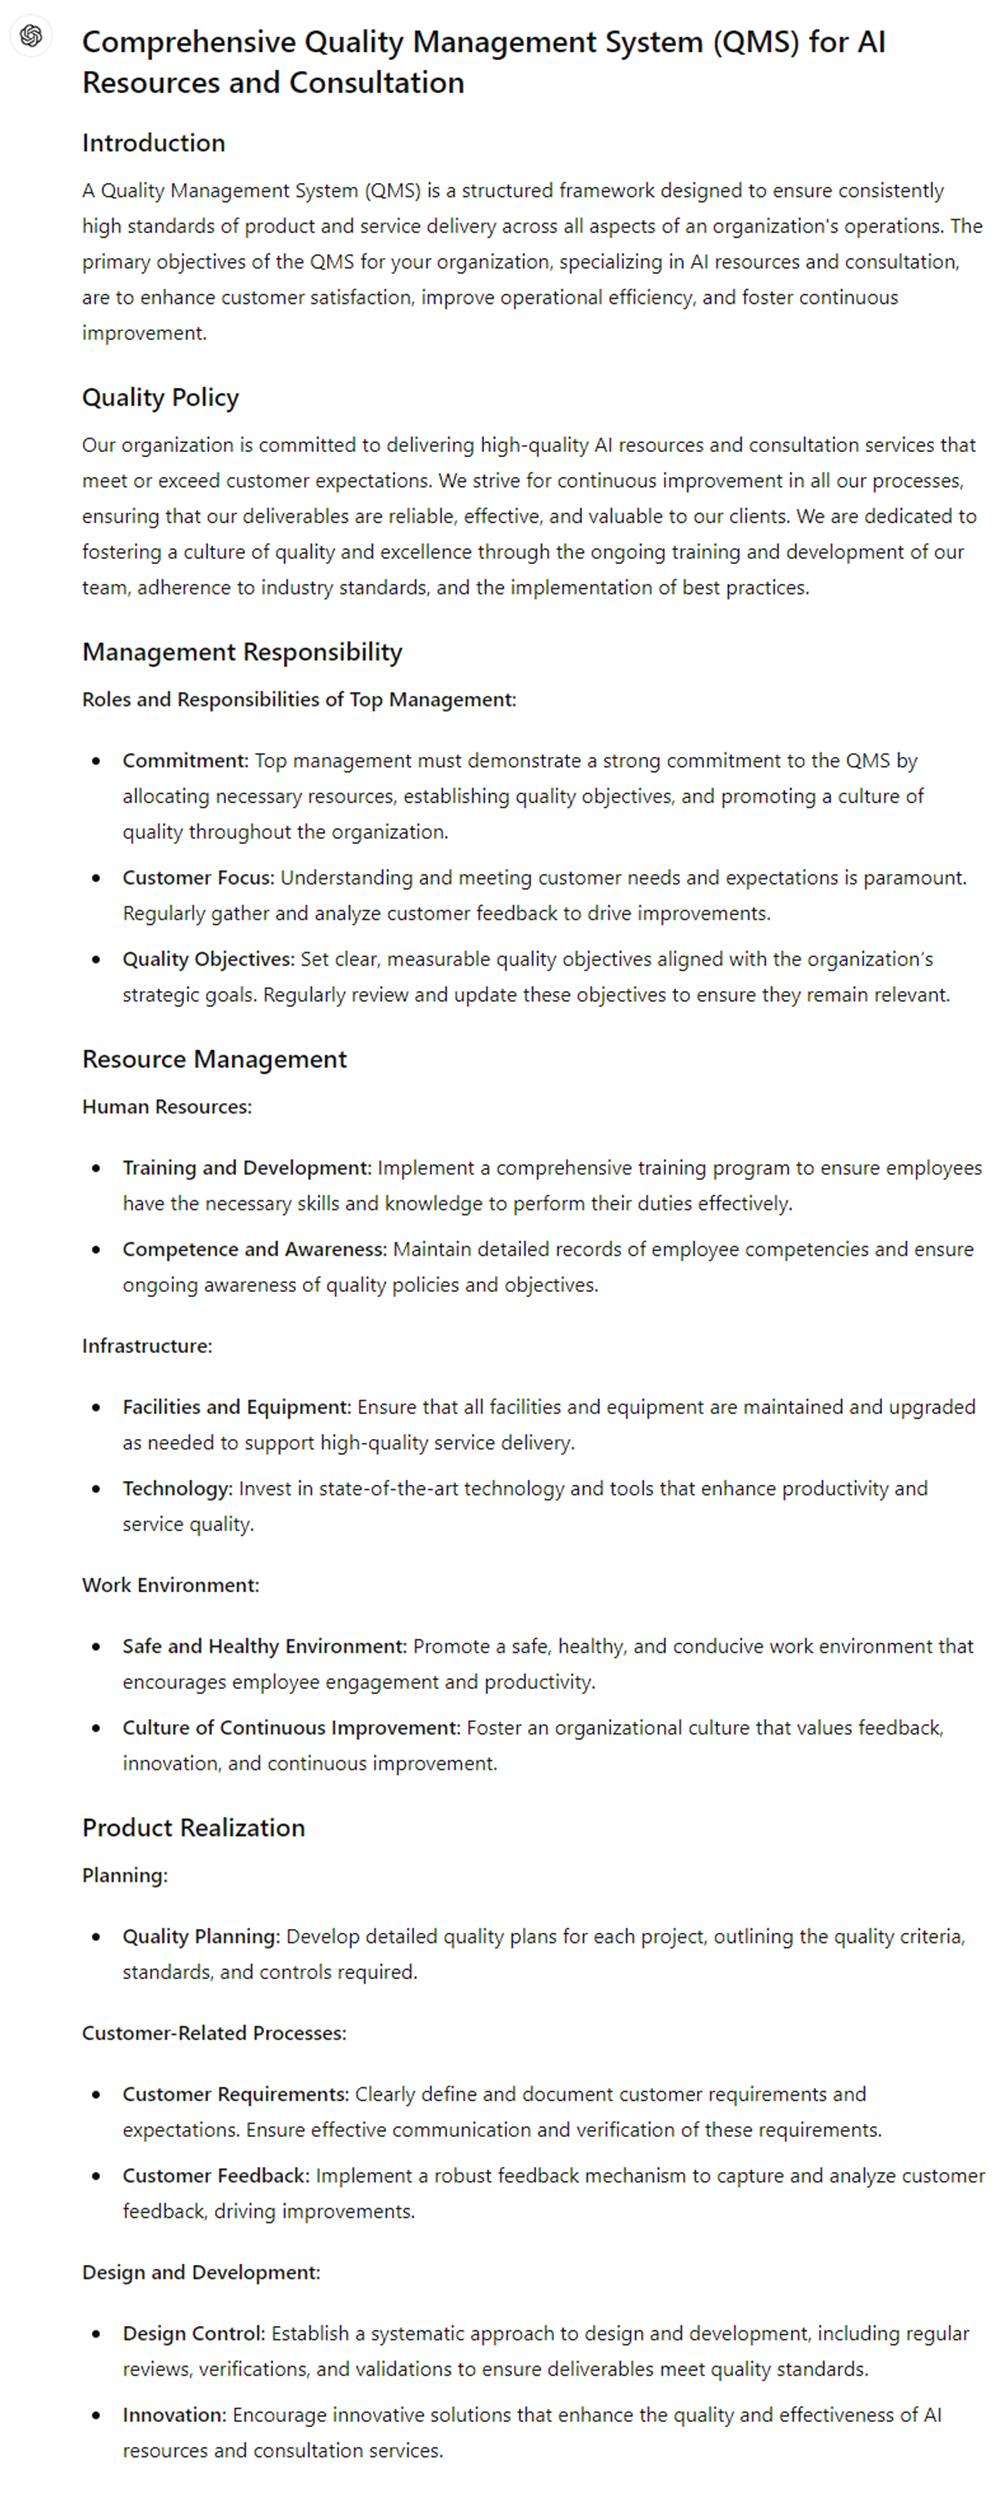 Comprehensive Quality Management System (QMS) for AI
Resources and Consultation
Introduction
A Quality Management System (QMS) is a structured framework designed to ensure consistently
high standards of product and service delivery across all aspects of an organization's operations. The
primary objectives of the QMS for your organization, specializing in AI resources and consultation,
are to enhance customer satisfaction, improve operational efficiency, and foster continuous
improvement.
Quality Policy
Our organization is committed to delivering high-quality AI resources and consultation services that
meet or exceed customer expectations. We strive for continuous improvement in all our processes,
ensuring that our deliverables are reliable, effective, and valuable to our clients. We are dedicated to
fostering a culture of quality and excellence through the ongoing training and development of our
team, adherence to industry standards, and the implementation of best practices.
Management Responsibility
Roles and Responsibilities of Top Management:
• Commitment: Top management must demonstrate a strong commitment to the QMS by
allocating necessary resources, establishing quality objectives, and promoting a culture of
quality throughout the organization.
• Customer Focus: Understanding and meeting customer needs and expectations is paramount.
Regularly gather and analyze customer feedback to drive improvements.
• Quality Objectives: Set clear, measurable quality objectives aligned with the organization’s
strategic goals. Regularly review and update these objectives to ensure they remain relevant.
Resource Management
Human Resources:
• Training and Development: Implement a comprehensive training program to ensure employees
have the necessary skills and knowledge to perform their duties effectively.
• Competence and Awareness: Maintain detailed records of employee competencies and ensure
ongoing awareness of quality policies and objectives.
Infrastructure:
• Facilities and Equipment: Ensure that all facilities and equipment are maintained and upgraded
as needed to support high-quality service delivery.
• Technology: Invest in state-of-the-art technology and tools that enhance productivity and
service quality.
Work Environment:
• Safe and Healthy Environment: Promote a safe, healthy, and conducive work environment that
encourages employee engagement and productivity.
• Culture of Continuous Improvement: Foster an organizational culture that values feedback,
innovation, and continuous improvement.
Product Realization
Planning:
• Quality Planning: Develop detailed quality plans for each project, outlining the quality criteria,
standards, and controls required.
Customer-Related Processes:
• Customer Requirements: Clearly define and document customer requirements and
expectations. Ensure effective communication and verification of these requirements.
• Customer Feedback: Implement a robust feedback mechanism to capture and analyze customer
feedback, driving improvements.
Design and Development:
• Design Control: Establish a systematic approach to design and development, including regular
reviews, verifications, and validations to ensure deliverables meet quality standards.
• Innovation: Encourage innovative solutions that enhance the quality and effectiveness of AI
resources and consultation services.